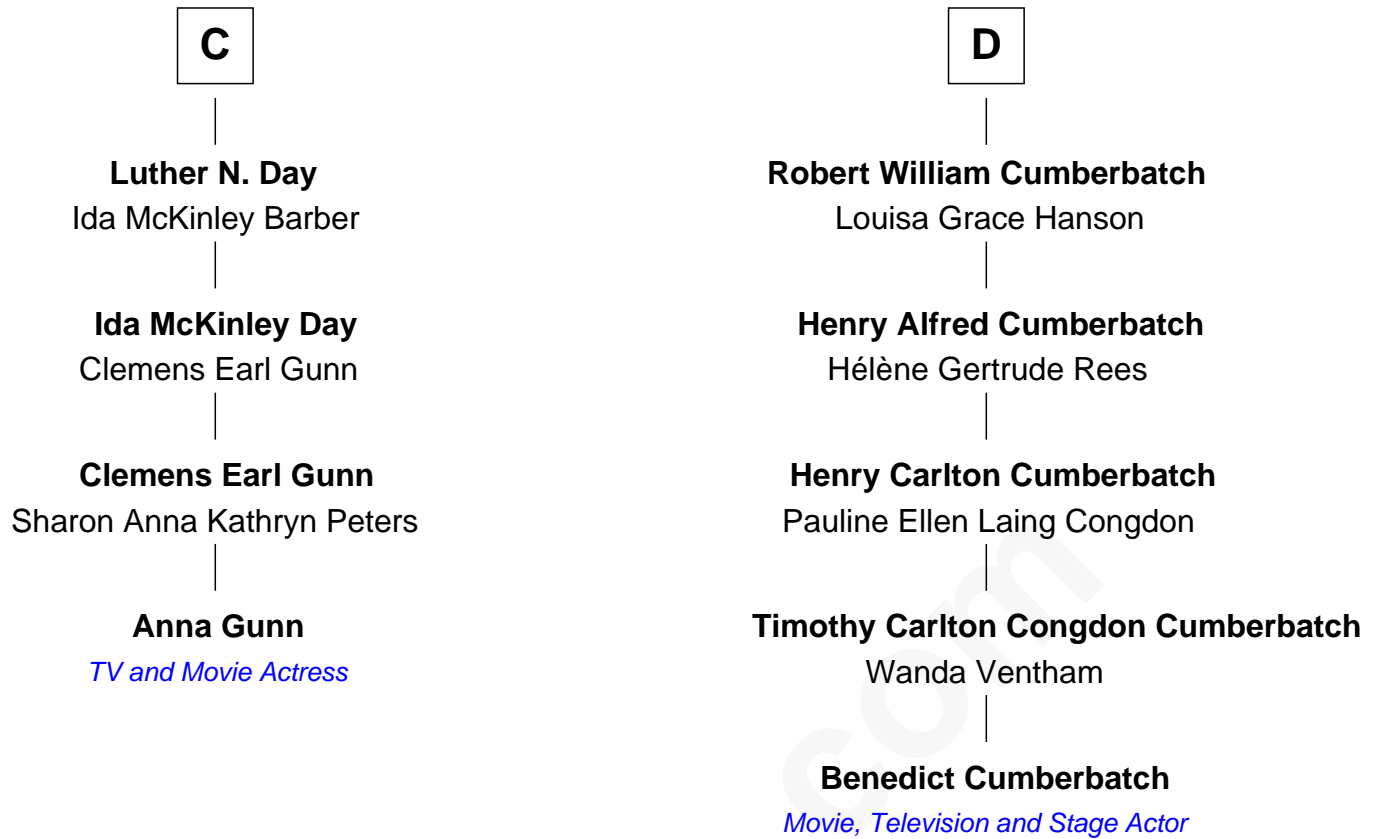 C
Luther N. Day
Ida McKinley Barber
Ida McKinley Day
Clemens Earl Gunn
Clemens Earl Gunn
Sharon Anna Kathryn Peters
Anna Gunn
TV and Movie Actress
D
Robert William Cumberbatch
Louisa Grace Hanson
Henry Alfred Cumberbatch
Hélène Gertrude Rees
Henry Carlton Cumberbatch
Pauline Ellen Laing Congdon
Timothy Carlton Congdon Cumberbatch
Wanda Ventham
Benedict Cumberbatch
Movie, Television and Stage Actor
com